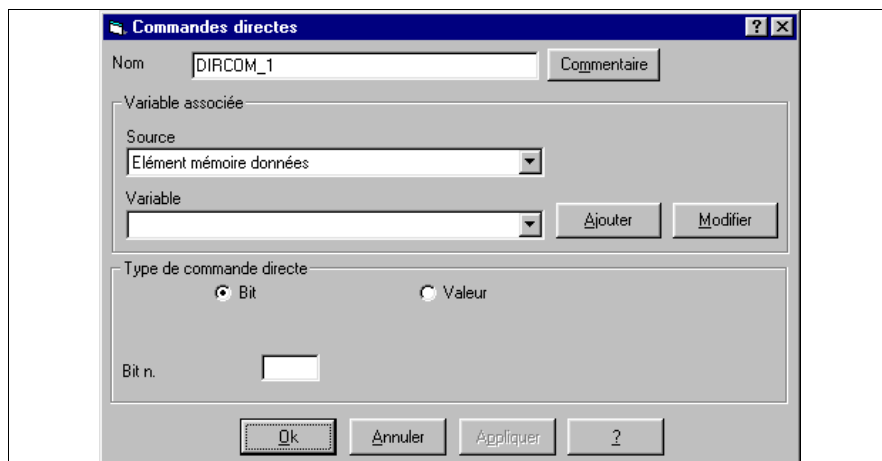 Commandes directes ? X
Nom DIRCOM_1 Commentaire
Variable associée
Source
Elément mémoire données
Variable
Ajouter Modifier
Type de commande directe
Bit Valeur
Bit n.
Ok Annuler Appliquer ?